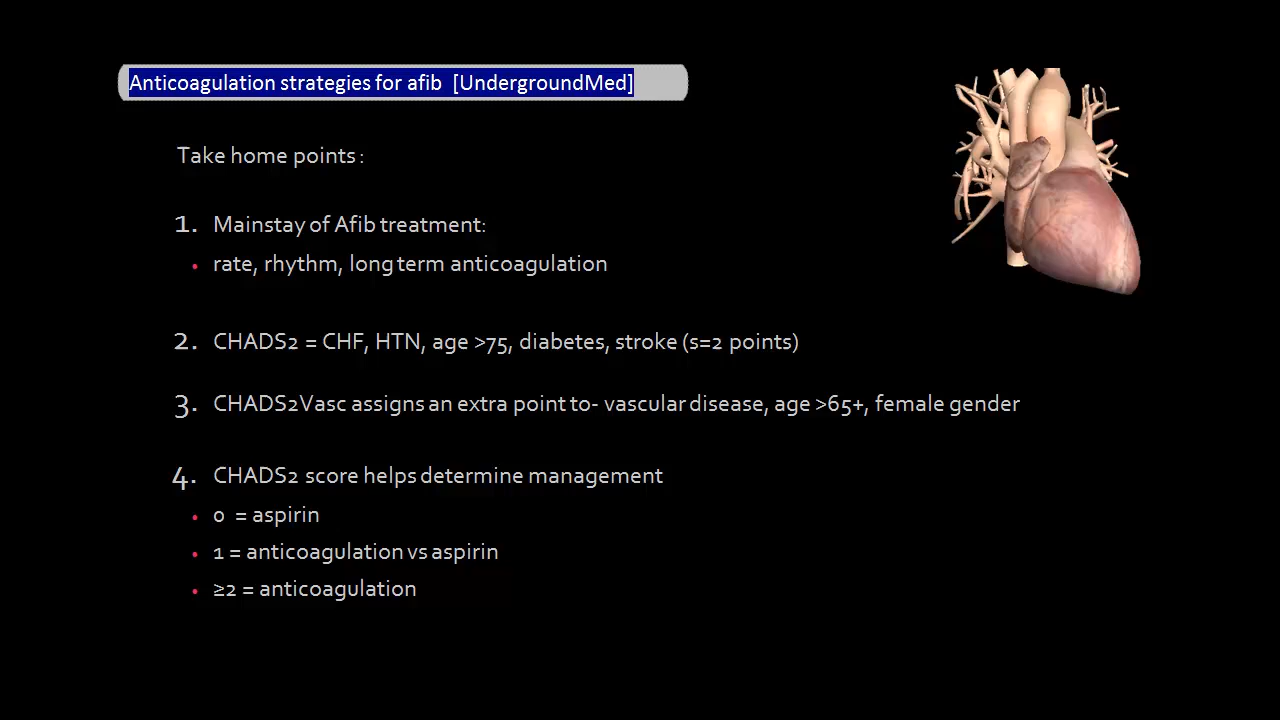 Anticoagulation strategies for afib [UndergroundMed]
Take home points :
1. Mainstay of Afib treatment:
• rate, rhythm, long term anticoagulation
2. CHADS2 = CHF, HTN, age >75, diabetes, stroke (s=2 points)
3. CHADS2Vasc assigns an extra point to- vascular disease, age >65+, female gender
4. CHADS2 score helps determine management
• 0 = aspirin
• 1 = anticoagulation vs aspirin
• ≥2 = anticoagulation